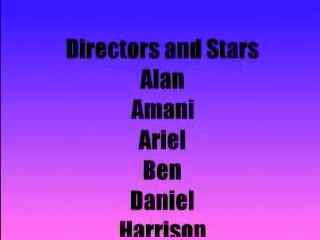 Directors and Stars
Alan
Amani
Ariel
Ben
Daniel
Harrison